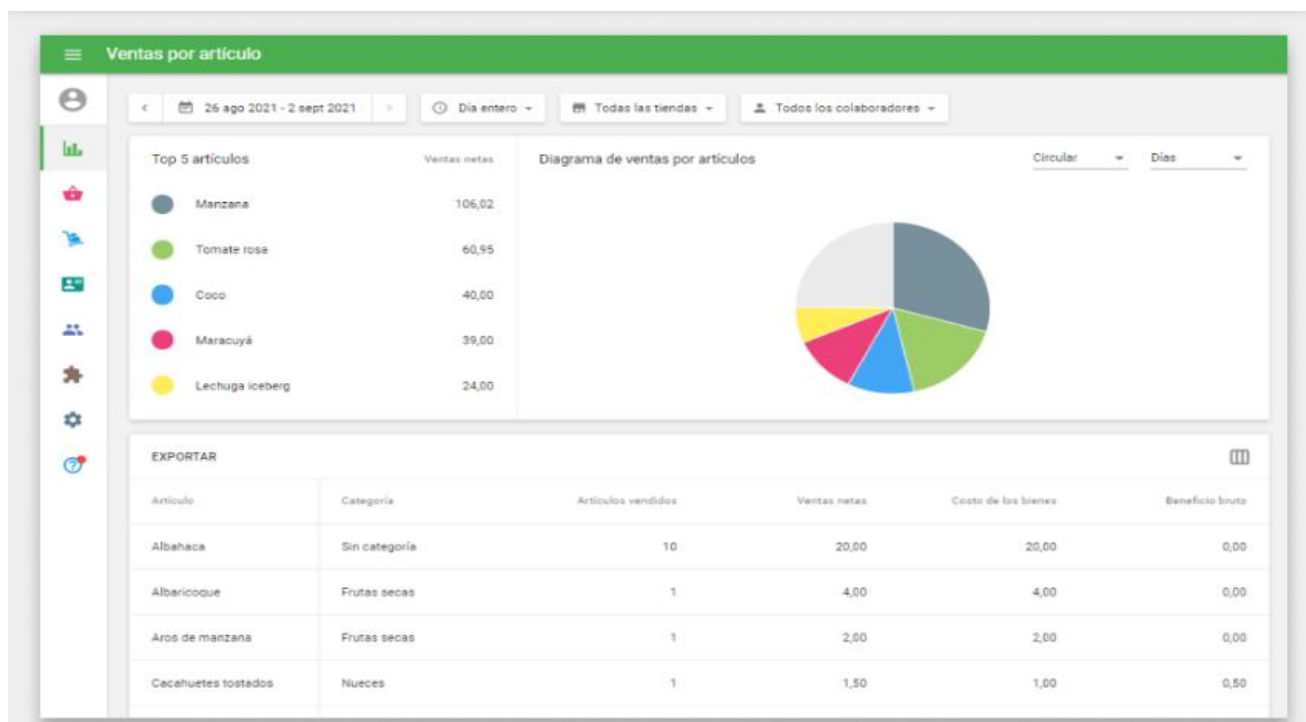 Ventas por artículo
26 ago 2021 - 2 sept 2021 Día entero Todas las tiendas Todos los colaboradores
Top 5 artículos Ventas netas
Manzana 106,02
Tomate rosa 60,95
Coco 40,00
Maracuyá 39,00
Lechuga iceberg 24,00
Diagrama de ventas por artículos Circular Días
EXPORTAR
Artículo Categoría Artículos vendidos Ventas netas Costo de los bienes Beneficio bruto
Albahaca Sin categoría 10 20,00 20,00 0,00
Albaricoque Frutas secas 1 4,00 4,00 0,00
Aros de manzana Frutas secas 1 2,00 2,00 0,00
Cacahuetes tostados Nueces 1 1,50 1,00 0,50